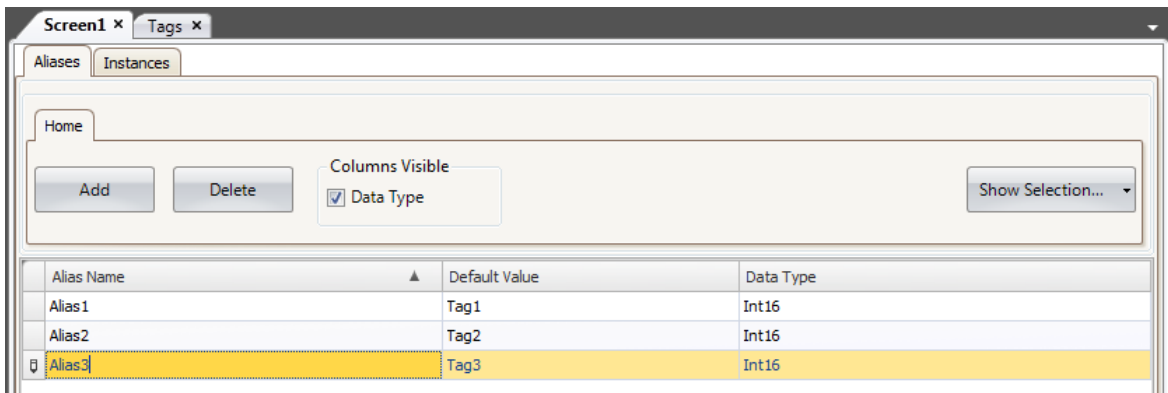 Screen1 × Tags ×
Aliases Instances
Home
Columns Visible
Add Delete Data Type Show Selection...
Alias Name Default Value Data Type
Alias1 Tag1 Int16
Alias2 Tag2 Int16
Alias3 Tag3 Int16